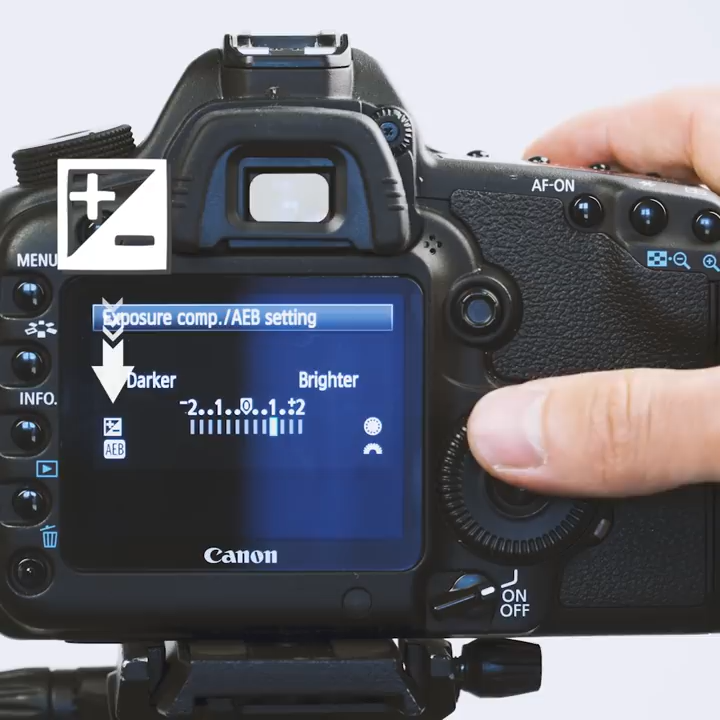 AF-ON
MENU
Exposure comp./AEB setting
Darker Brighter
-2..1..0..1..+2
AEB
INFO.
Canon
ON
OFF